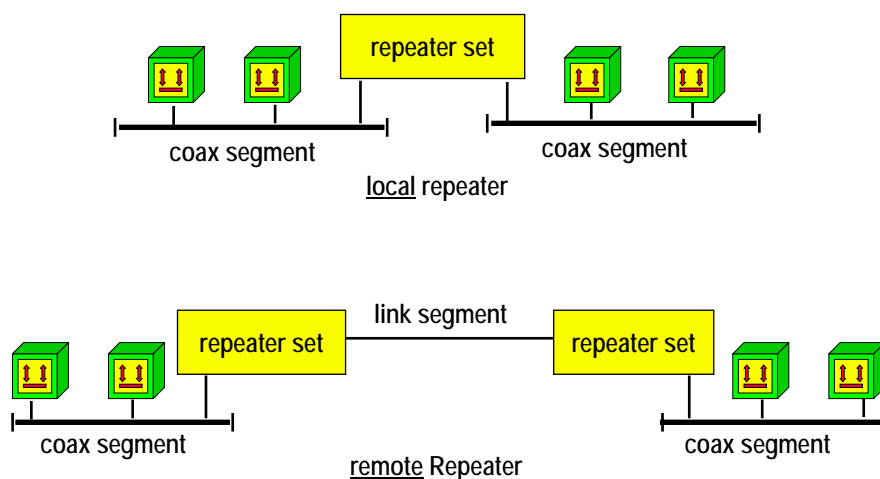 repeater set
coax segment
coax segment
local repeater
link segment
repeater set
repeater set
coax segment
coax segment
remote Repeater